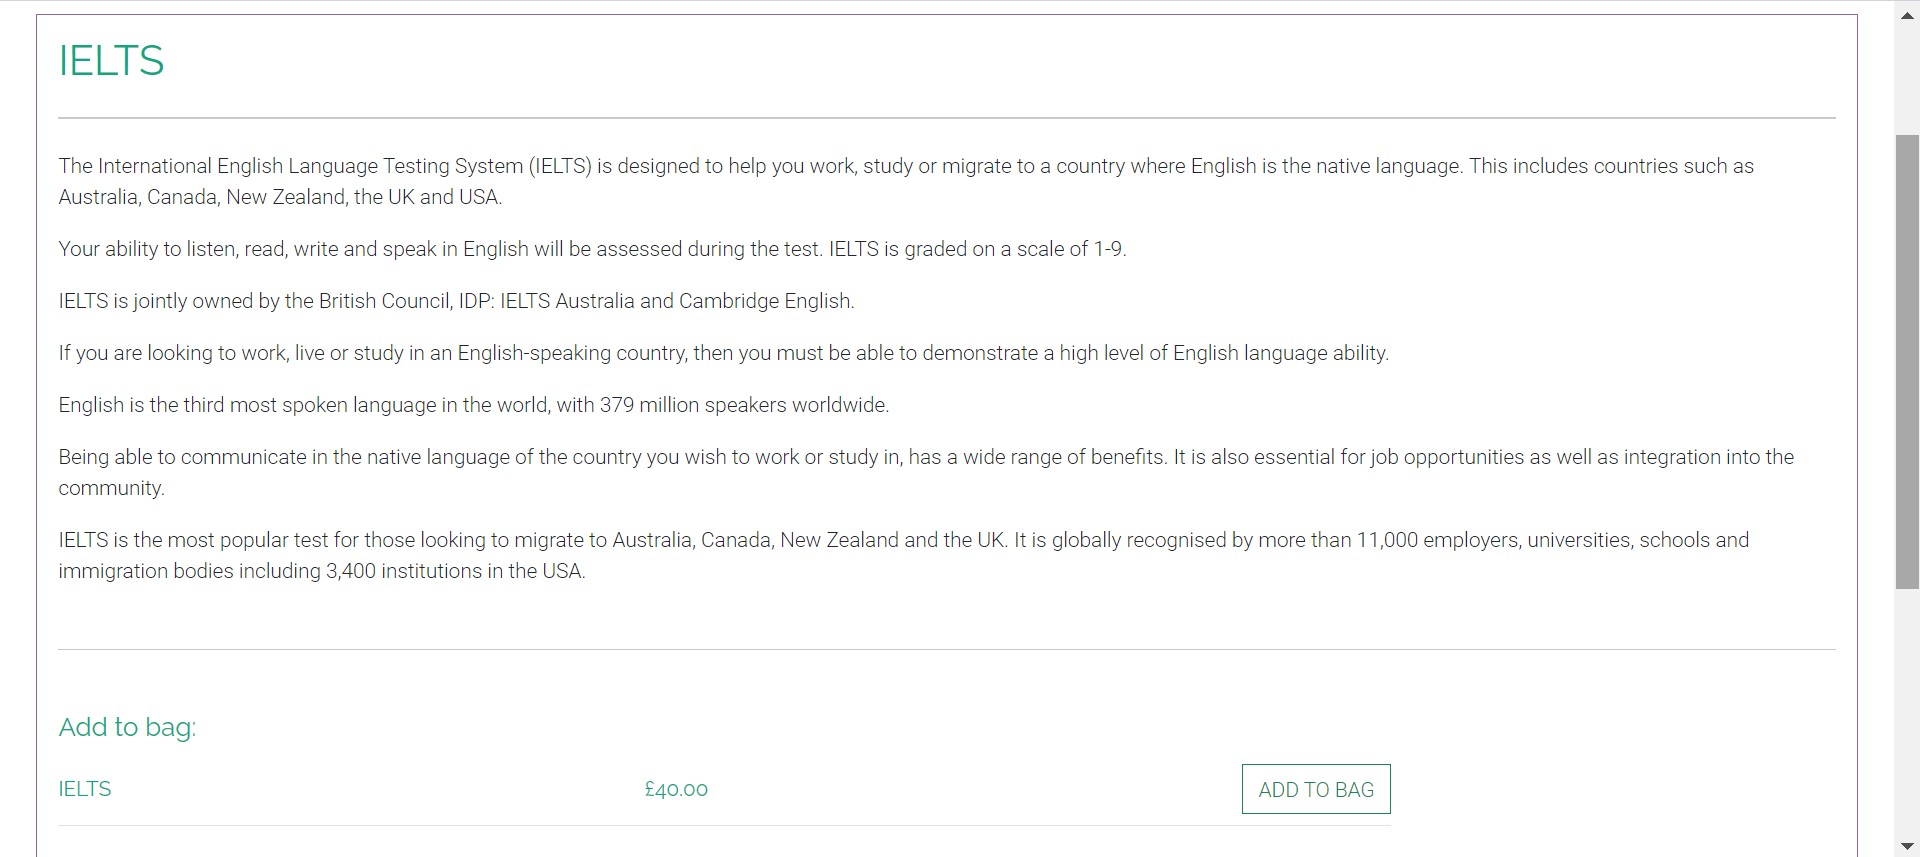 IELTS
The International English Language Testing System (IELTS) is designed to help you work, study or migrate to a country where English is the native language. This includes countries such as
Australia, Canada, New Zealand, the UK and USA.
Your ability to listen, read, write and speak in English will be assessed during the test. IELTS is graded on a scale of 1-9.
IELTS is jointly owned by the British Council, IDP: IELTS Australia and Cambridge English.
If you are looking to work, live or study in an English-speaking country, then you must be able to demonstrate a high level of English language ability.
English is the third most spoken language in the world, with 379 million speakers worldwide.
Being able to communicate in the native language of the country you wish to work or study in, has a wide range of benefits. It is also essential for job opportunities as well as integration into the
community.
IELTS is the most popular test for those looking to migrate to Australia, Canada, New Zealand and the UK. It is globally recognised by more than 11,000 employers, universities, schools and
immigration bodies including 3,400 institutions in the USA.
Add to bag:
IELTS £40.00 ADD TO BAG